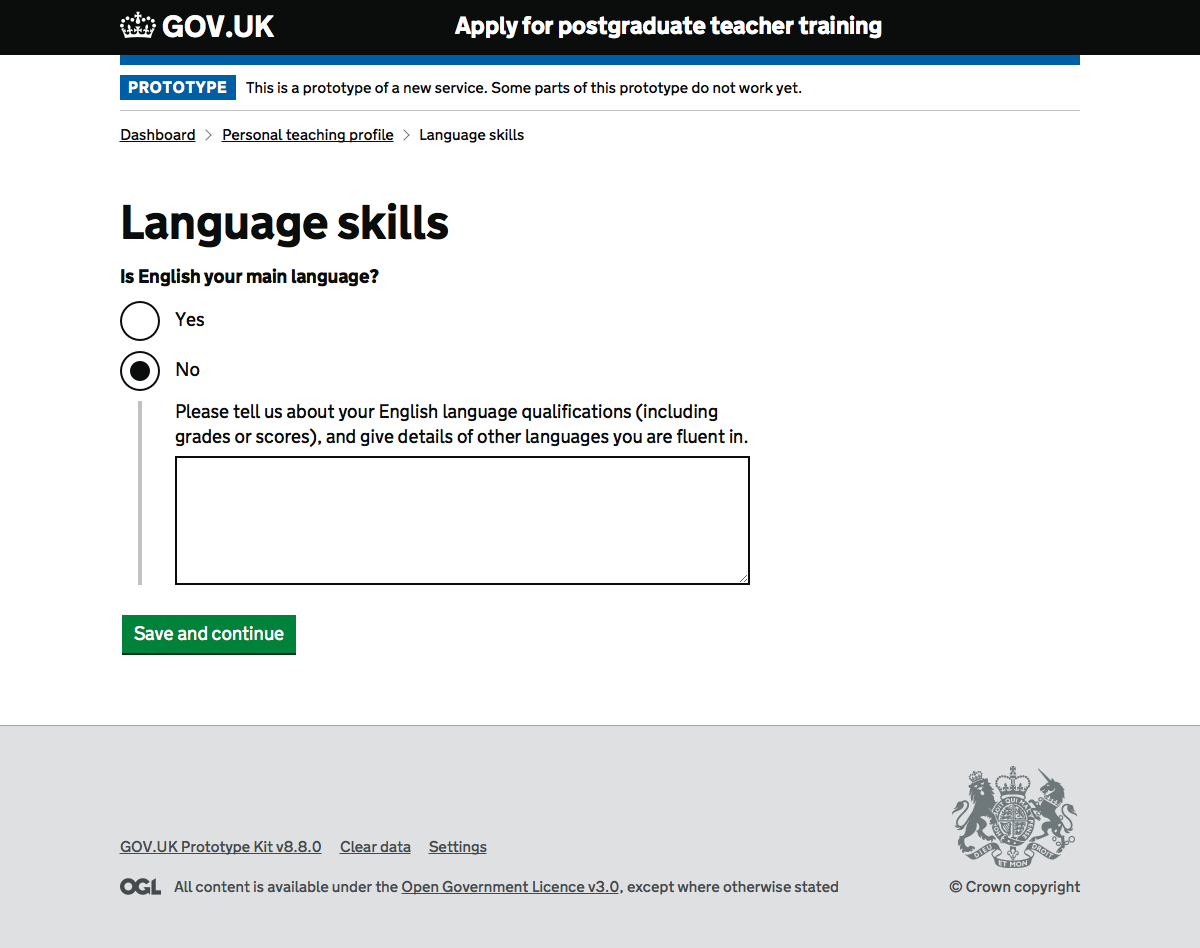 GOV.UK Apply for postgraduate teacher training
PROTOTYPE This is a prototype of a new service. Some parts of this prototype do not work yet.
Dashboard > Personal teaching profile > Language skills
Language skills
Is English your main language?
Yes
No
Please tell us about your English language qualifications (including
grades or scores), and give details of other languages you are fluent in.
Save and continue
GOV.UK Prototype Kit v8.8.0 Clear data Settings
OGL All content is available under the Open Government Licence v3.0, except where otherwise stated
DIEU ET MON DROIT
© Crown copyright